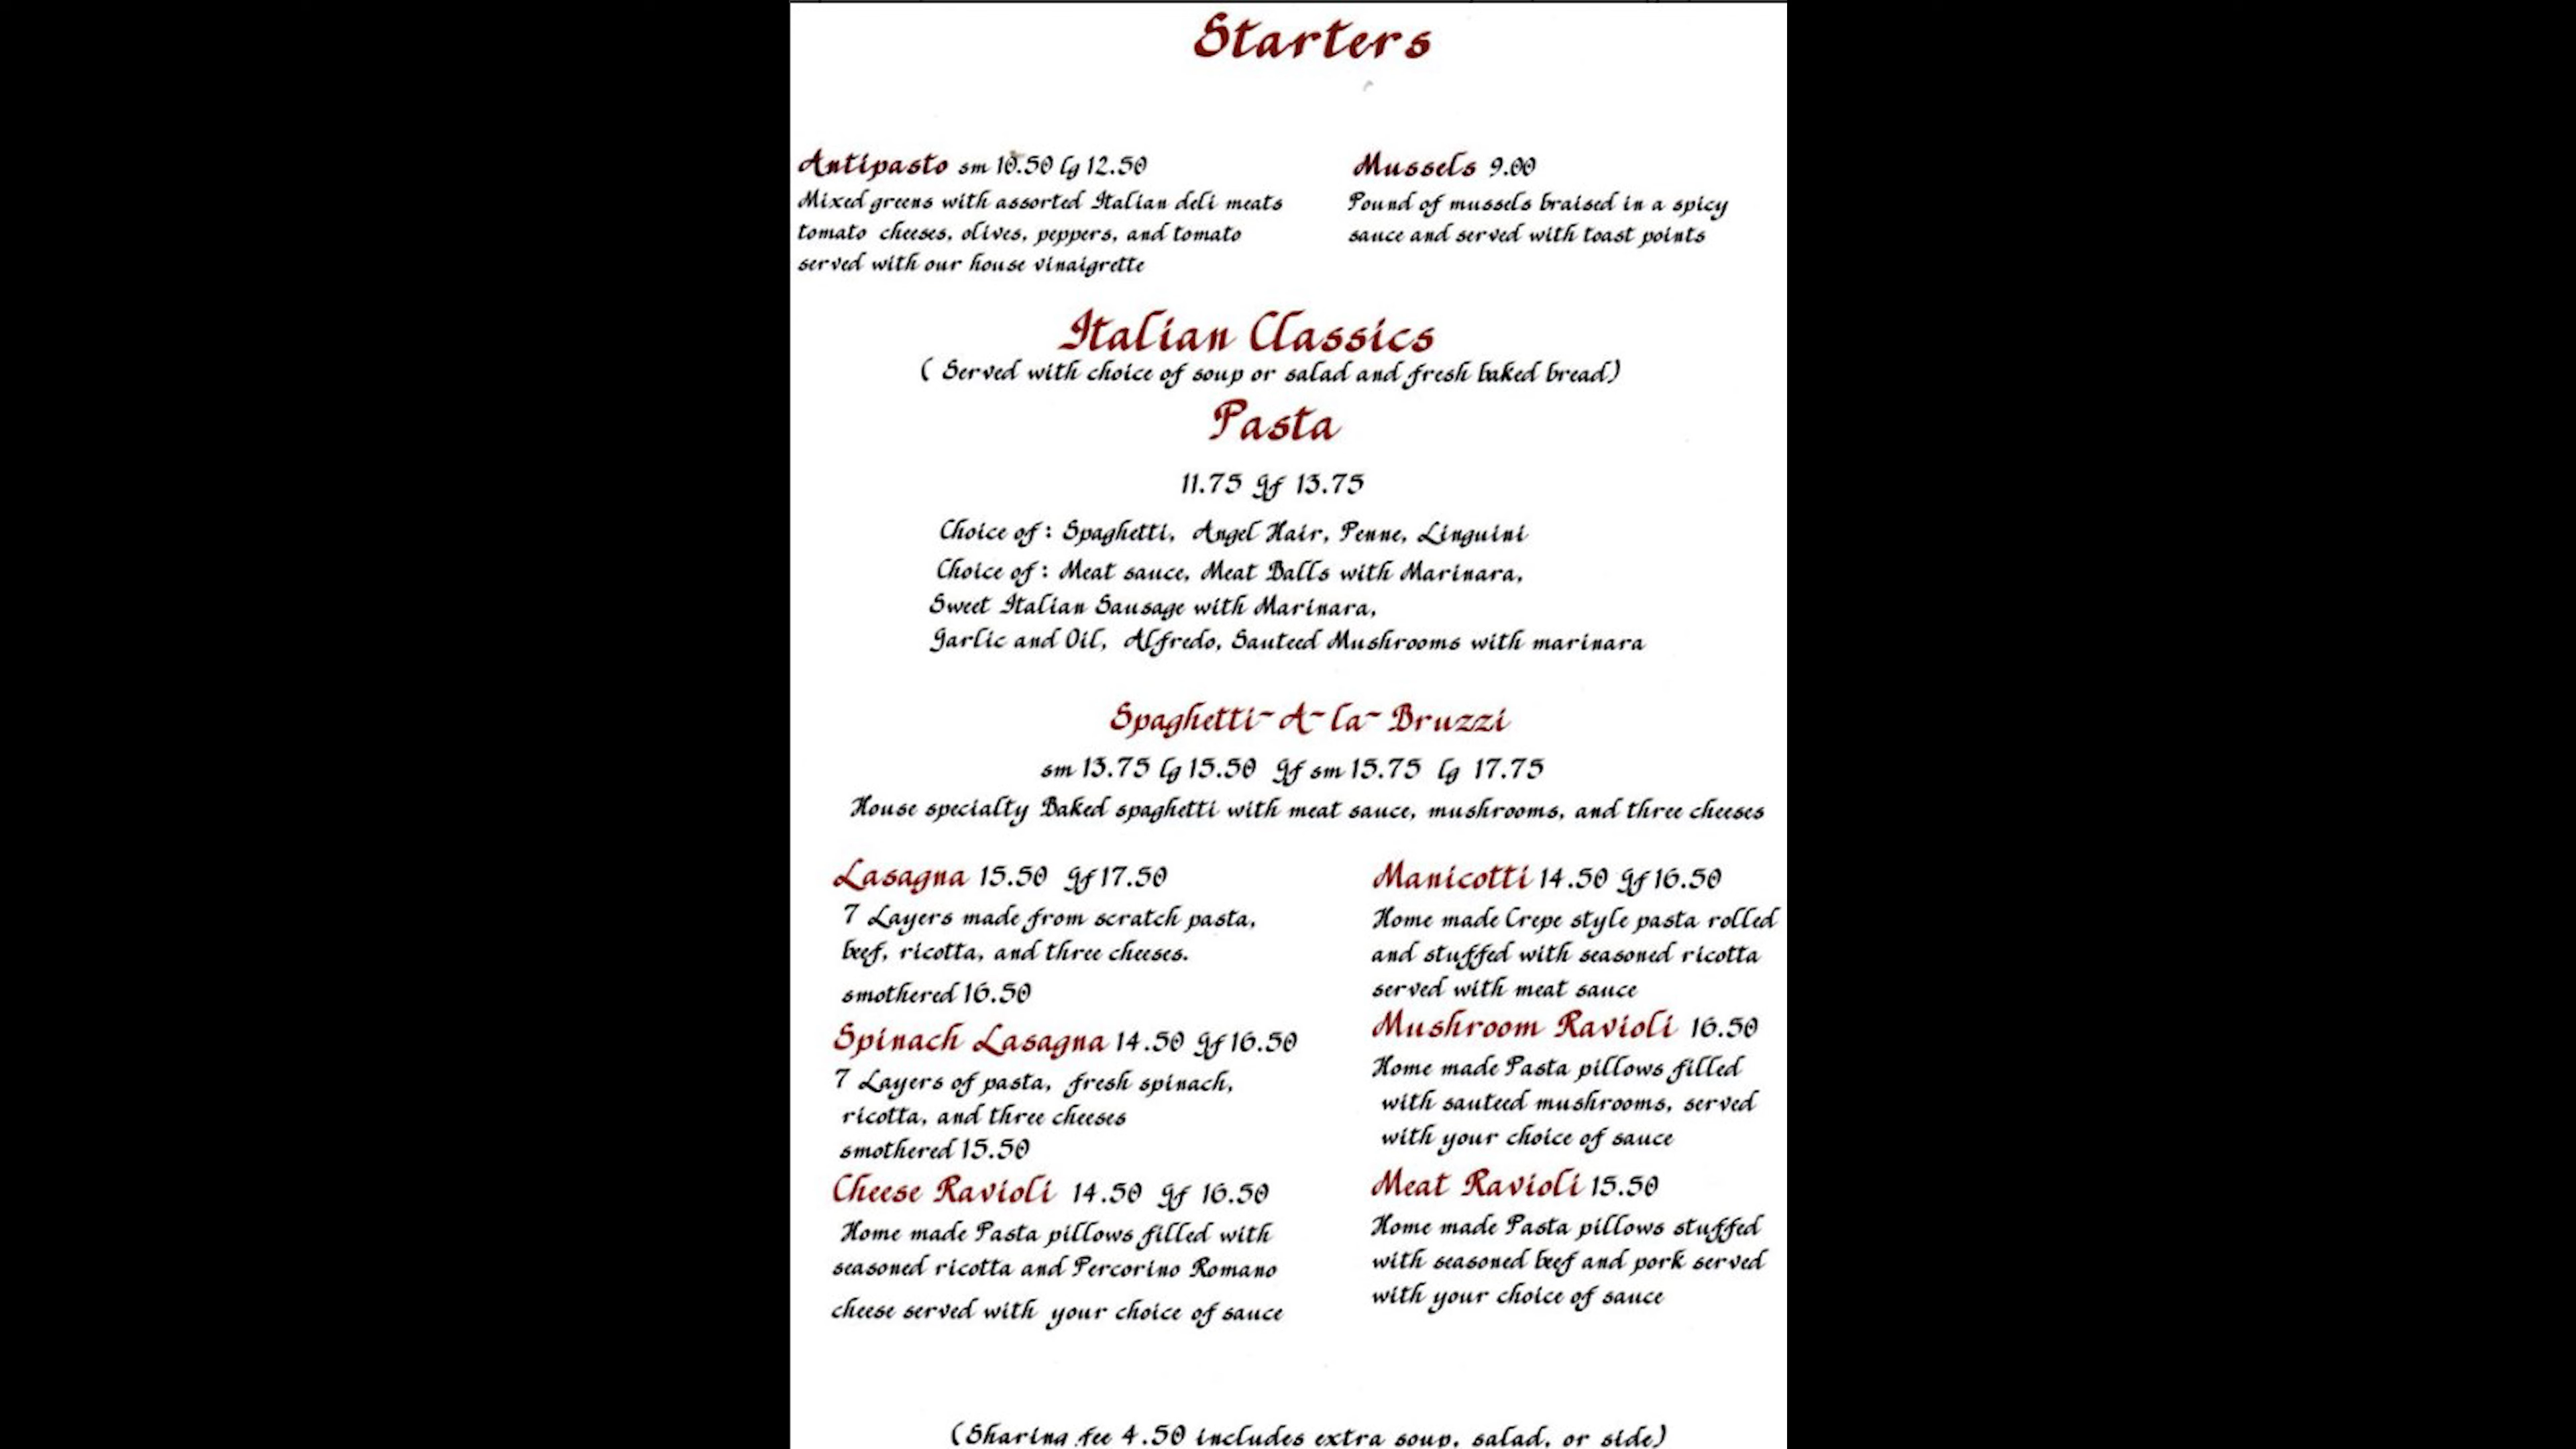 Starters
Antipasto sm 10.50 lg 12.50
Mixed greens with assorted Italian deli meats
tomato cheeses, olives, peppers, and tomato
served with our house vinaigrette
Mussels 9.00
Pound of mussels braised in a spicy
sauce and served with toast points
Italian Classics
( Served with choice of soup or salad and fresh baked bread)
Pasta
11.75 gf 13.75
Choice of : Spaghetti, Angel Hair, Penne, Linguini
Choice of : Meat sauce, Meat Balls with Marinara,
Sweet Italian Sausage with Marinara,
Garlic and Oil, Alfredo, Sauteed Mushrooms with marinara
Spaghetti~A~la~Bruzzi
sm 13.75 lg 15.50 gf sm 15.75 lg 17.75
House specialty Baked spaghetti with meat sauce, mushrooms, and three cheeses
Lasagna 15.50 gf 17.50
7 Layers made from scratch pasta,
beef, ricotta, and three cheeses.
smothered 16.50
Spinach Lasagna 14.50 gf 16.50
7 Layers of pasta, fresh spinach,
ricotta, and three cheeses
smothered 15.50
Cheese Ravioli 14.50 gf 16.50
Home made Pasta pillows filled with
seasoned ricotta and Percorino Romano
cheese served with your choice of sauce
Manicotti 14.50 gf 16.50
Home made Crepe style pasta rolled
and stuffed with seasoned ricotta
served with meat sauce
Mushroom Ravioli 16.50
Home made Pasta pillows filled
with sauteed mushrooms, served
with your choice of sauce
Meat Ravioli 15.50
Home made Pasta pillows stuffed
with seasoned beef and pork served
with your choice of sauce
(Sharing fee 4.50 includes extra soup, salad, or side)